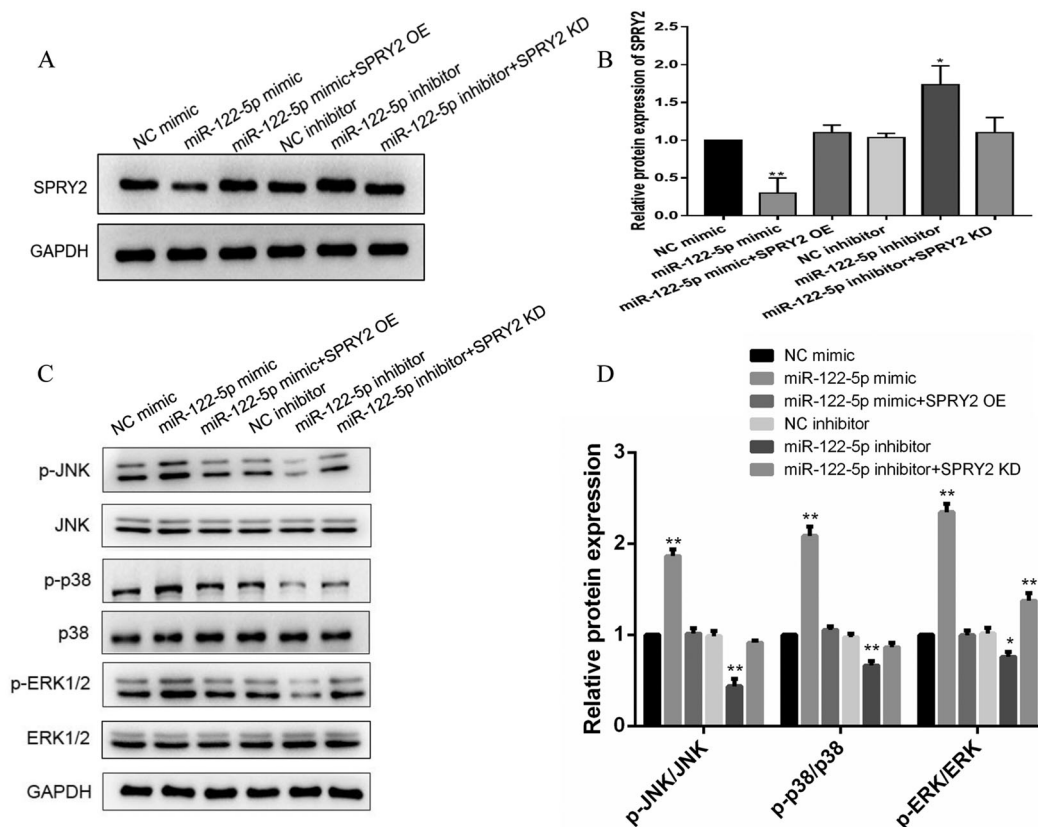 A
NC mimic
miR-122-5p mimic
miR-122-5p mimic+SPRY2 OE
NC inhibitor
miR-122-5p inhibitor
miR-122-5p inhibitor+SPRY2 KD
SPRY2
GAPDH
B
Relative protein expression of SPRY2
2.5
2.0
1.5
1.0
0.5
0.0
**
*
NC mimic
miR-122-5p mimic
miR-122-5p mimic+SPRY2 OE
NC inhibitor
miR-122-5p inhibitor
miR-122-5p inhibitor+SPRY2 KD
C
NC mimic
miR-122-5p mimic
miR-122-5p mimic+SPRY2 OE
NC inhibitor
miR-122-5p inhibitor
miR-122-5p inhibitor+SPRY2 KD
p-JNK
JNK
p-p38
p38
p-ERK1/2
ERK1/2
GAPDH
D
NC mimic
miR-122-5p mimic
miR-122-5p mimic+SPRY2 OE
NC inhibitor
miR-122-5p inhibitor
miR-122-5p inhibitor+SPRY2 KD
Relative protein expression
3
2
1
0
**
**
**
**
**
*
**
p-JNK/JNK
p-p38/p38
p-ERK/ERK